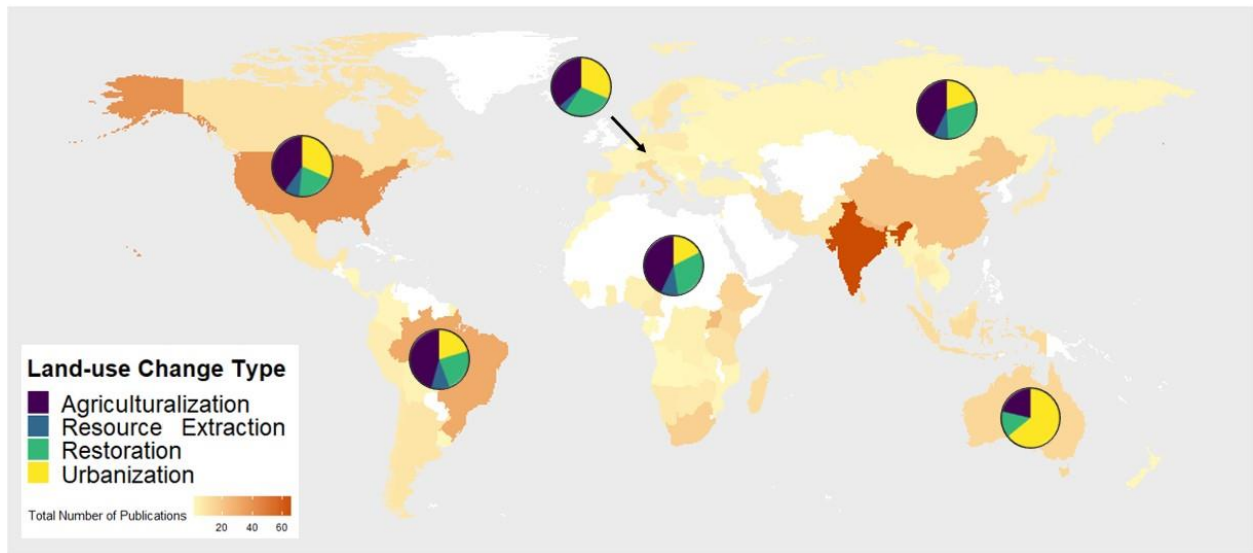 Land-use Change Type
Agriculturalization
Resource Extraction
Restoration
Urbanization
Total Number of Publications
20 40 60